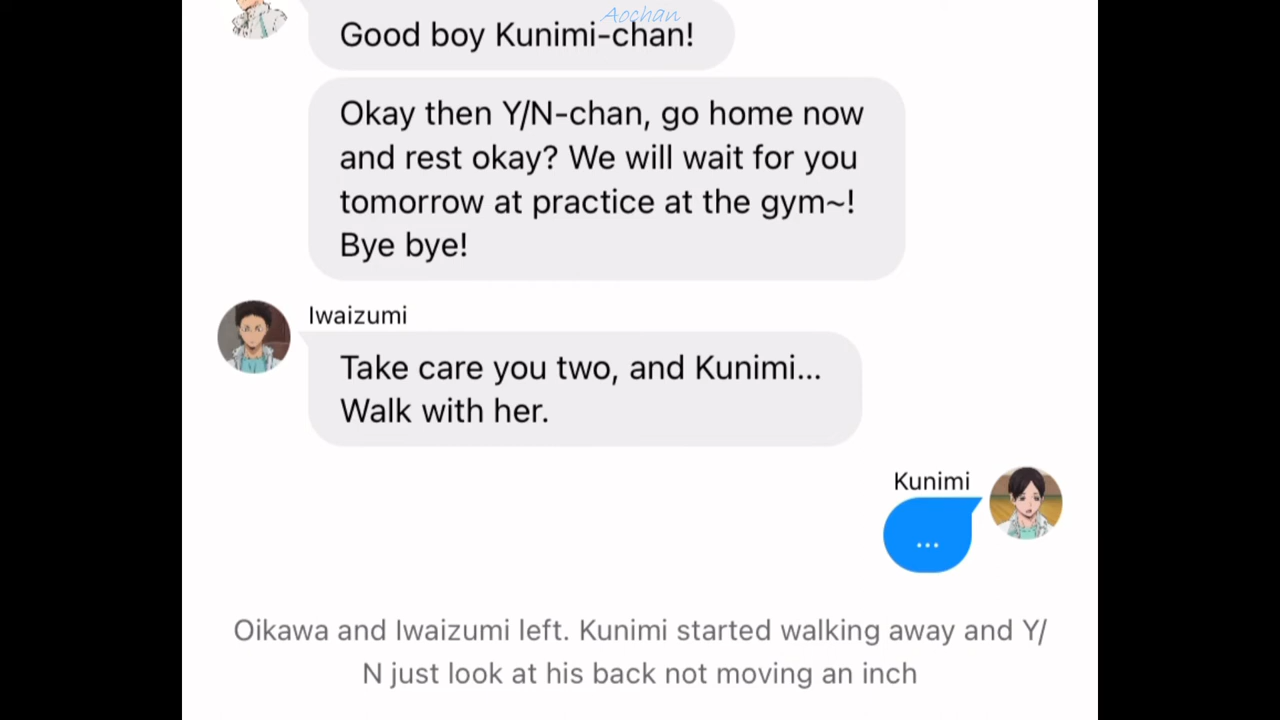 Aochan
Good boy Kunimi-chan!
Okay then Y/N-chan, go home now
and rest okay? We will wait for you
tomorrow at practice at the gym~!
Bye bye!
Iwaizumi
Take care you two, and Kunimi...
Walk with her.
Kunimi
...
Oikawa and Iwaizumi left. Kunimi started walking away and Y/
N just look at his back not moving an inch